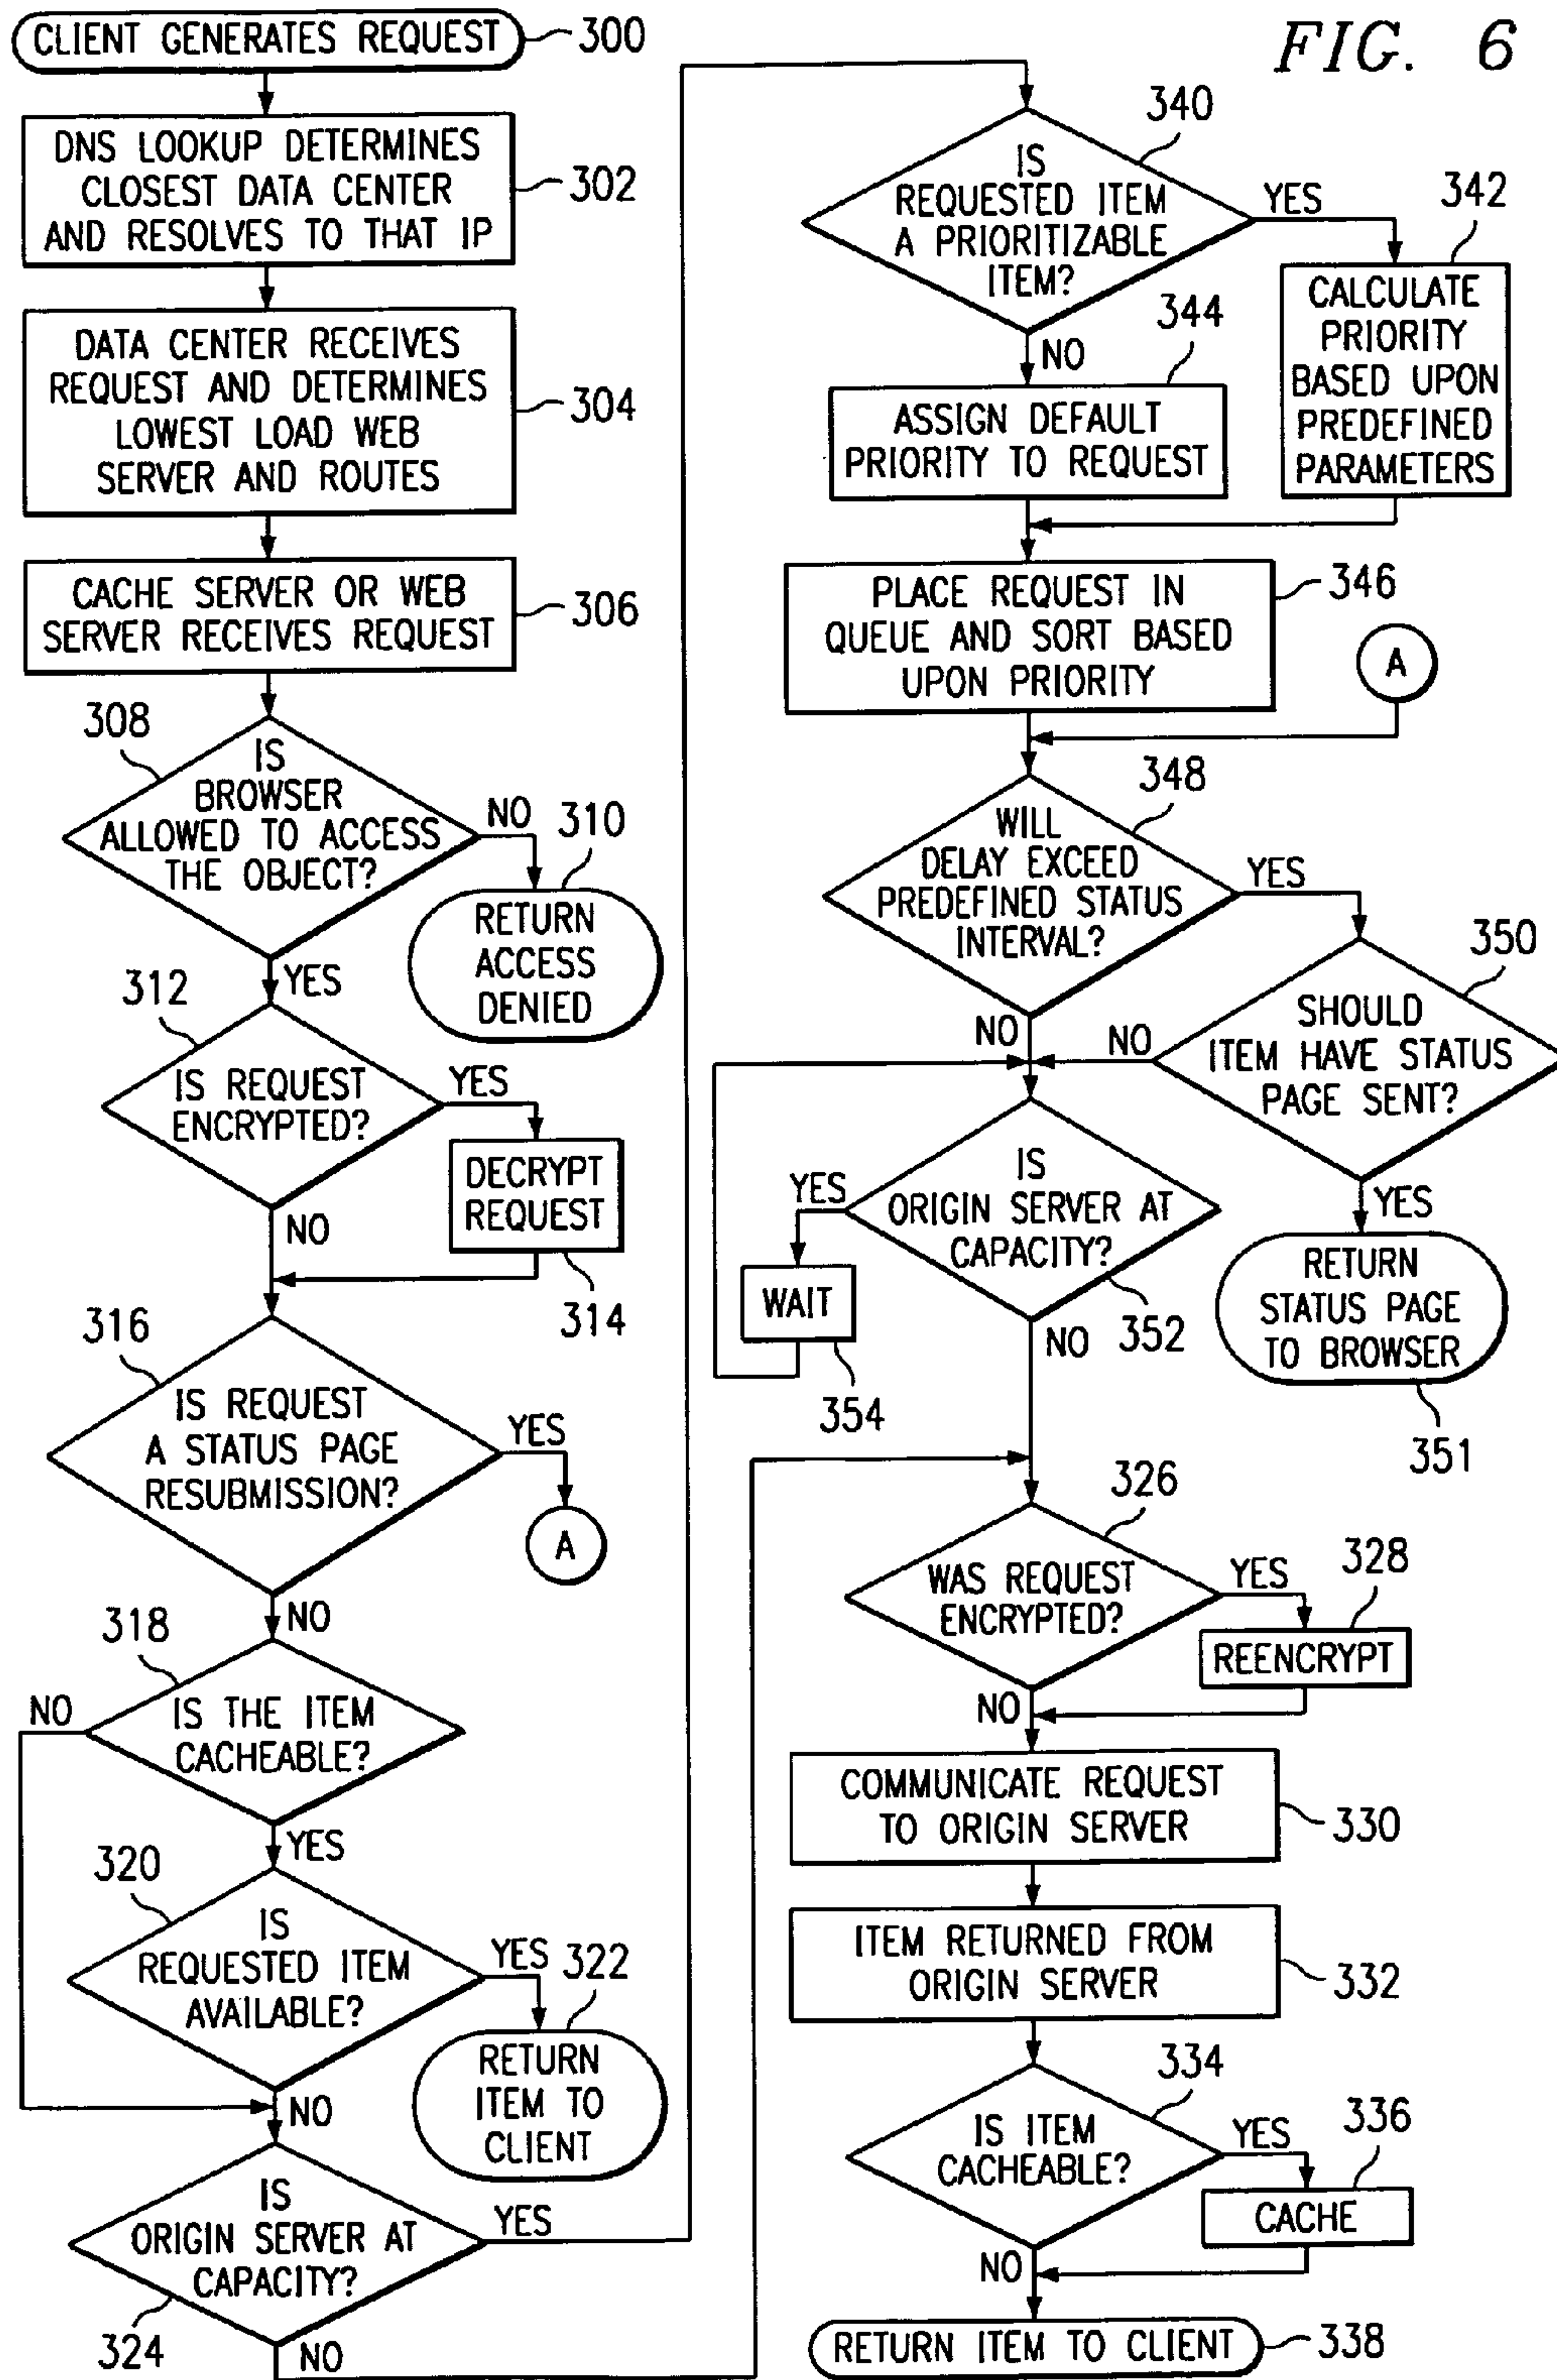 FIG. 6
CLIENT GENERATES REQUEST
300
DNS LOOKUP DETERMINES
CLOSEST DATA CENTER
AND RESOLVES TO THAT IP
302
DATA CENTER RECEIVES
REQUEST AND DETERMINES
LOWEST LOAD WEB
SERVER AND ROUTES
304
CACHE SERVER OR WEB
SERVER RECEIVES REQUEST
306
308
IS
BROWSER
ALLOWED TO ACCESS
THE OBJECT?
NO
310
RETURN
ACCESS
DENIED
YES
312
IS REQUEST
ENCRYPTED?
YES
DECRYPT
REQUEST
314
NO
316
IS REQUEST
A STATUS PAGE
RESUBMISSION?
YES
A
NO
318
IS THE ITEM
CACHEABLE?
NO
YES
320
IS
REQUESTED ITEM
AVAILABLE?
YES
322
RETURN
ITEM TO
CLIENT
NO
IS
ORIGIN SERVER AT
CAPACITY?
YES
324
NO
340
IS
REQUESTED ITEM
A PRIORITIZABLE
ITEM?
YES
342
CALCULATE
PRIORITY
BASED UPON
PREDEFINED
PARAMETERS
NO
344
ASSIGN DEFAULT
PRIORITY TO REQUEST
PLACE REQUEST IN
QUEUE AND SORT BASED
UPON PRIORITY
346
A
348
WILL
DELAY EXCEED
PREDEFINED STATUS
INTERVAL?
YES
350
SHOULD
ITEM HAVE STATUS
PAGE SENT?
NO
NO
YES
RETURN
STATUS PAGE
TO BROWSER
351
IS
ORIGIN SERVER AT
CAPACITY?
352
YES
WAIT
354
NO
326
WAS REQUEST
ENCRYPTED?
YES
328
REENCRYPT
NO
COMMUNICATE REQUEST
TO ORIGIN SERVER
330
ITEM RETURNED FROM
ORIGIN SERVER
332
334
IS ITEM
CACHEABLE?
YES
336
CACHE
NO
RETURN ITEM TO CLIENT
338